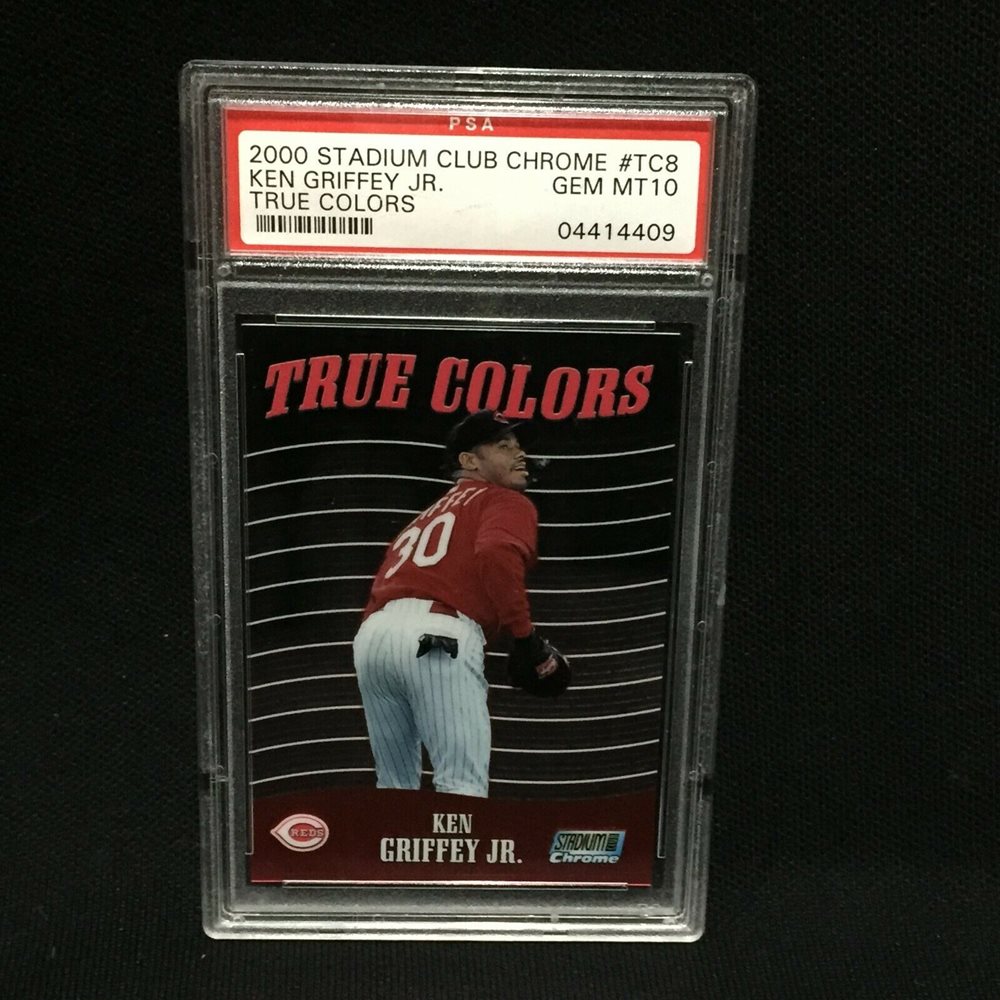 PSA
2000 STADIUM CLUB CHROME #TC8
KEN GRIFFEY JR. GEM MT10
TRUE COLORS
04414409
TRUE COLORS
30
REDS
KEN
GRIFFEY JR.
STADIUM
Chrome